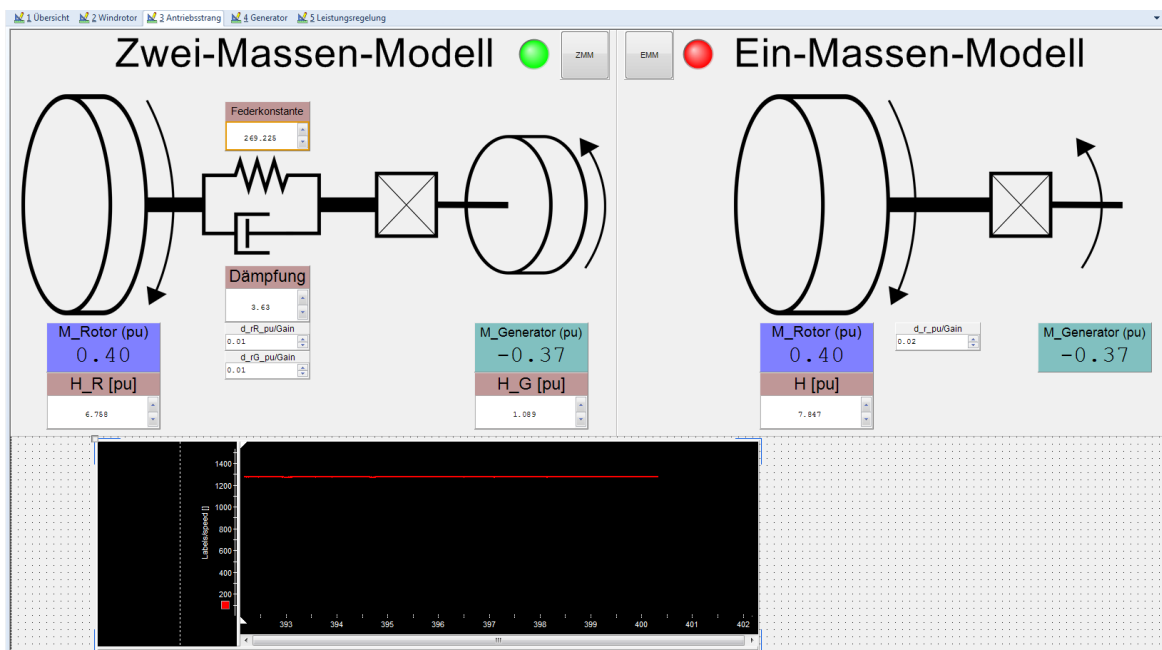 1 Übersicht 2 Windrotor 3 Antriebsstrang 4 Generator 5 Leistungsregelung
Zwei-Massen-Modell ZMM EMM Ein-Massen-Modell
Federkonstante
269.225
Dämpfung
3.63
d_rR_pu/Gain
0.01
d_rG_pu/Gain
0.01
M_Rotor (pu)
0.40
H_R [pu]
6.758
M_Generator (pu)
-0.37
H_G [pu]
1.089
M_Rotor (pu)
0.40
H [pu]
7.847
d_r_pu/Gain
0.02
M_Generator (pu)
-0.37
Labels/speed []
1400
1200
1000
800
600
400
200
393 394 395 396 397 398 399 400 401 402